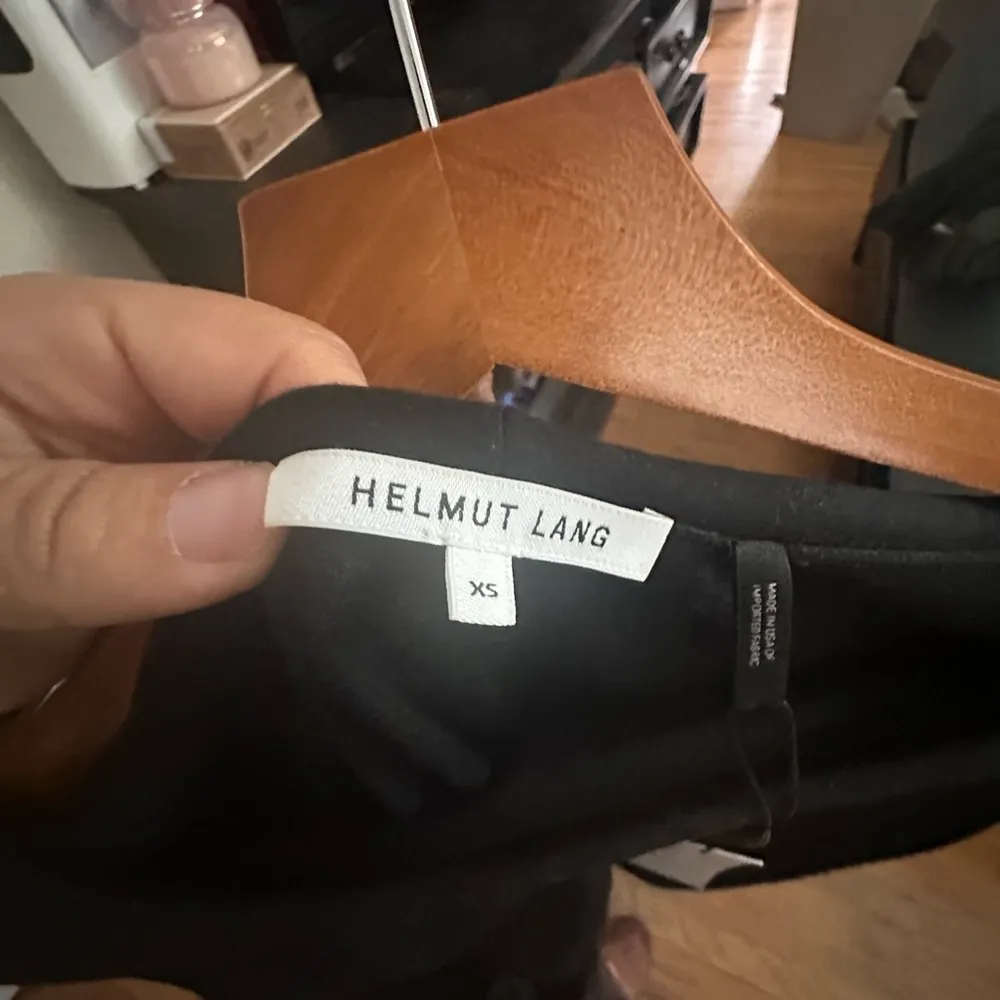 HELMUT LANG
XS
MADE IN USA OF
IMPORTED FABRIC